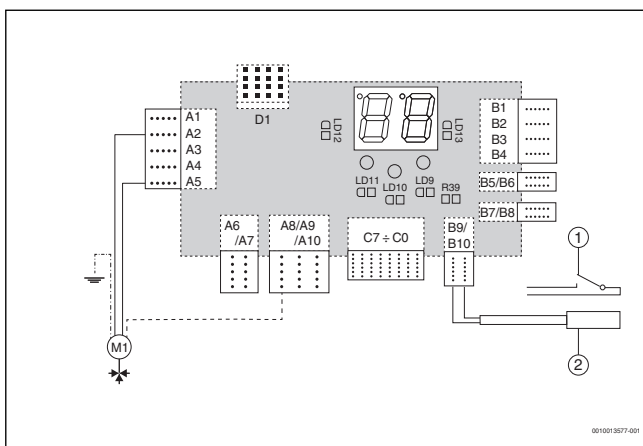 D1
A1
A2
A3
A4
A5
LD12
LD13
LD11
LD10
LD9
R39
B1
B2
B3
B4
B5/B6
B7/B8
A6
/A7
A8/A9
/A10
C7 ÷ C0
B9/
B10
1
2
M1
0010013577-001